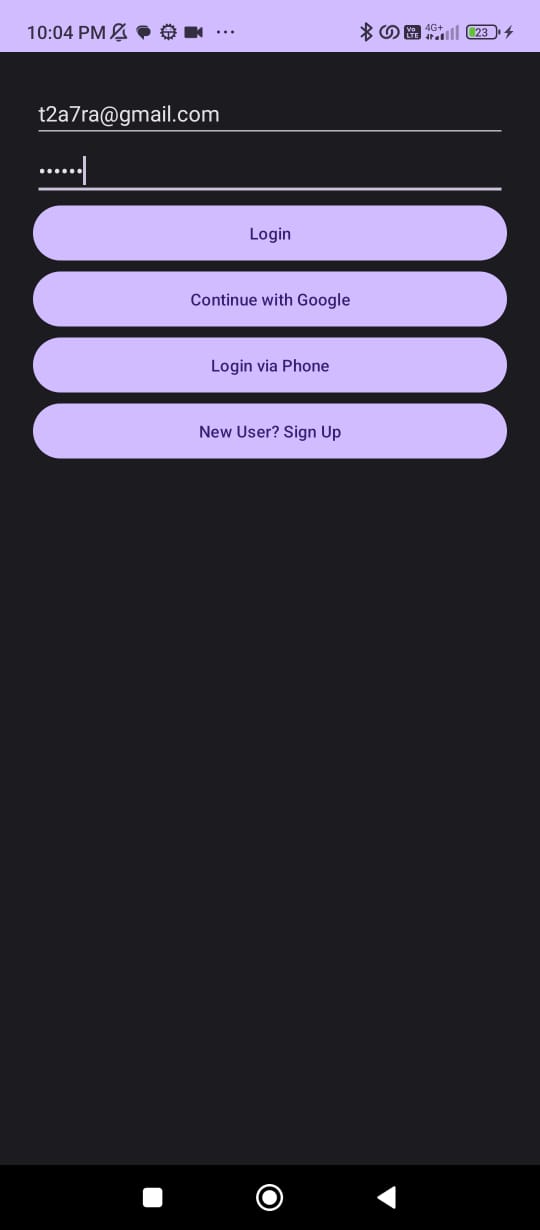 10:04 PM
Vo LTE 4G+ 23
t2a7ra@gmail.com
••••••
Login
Continue with Google
Login via Phone
New User? Sign Up